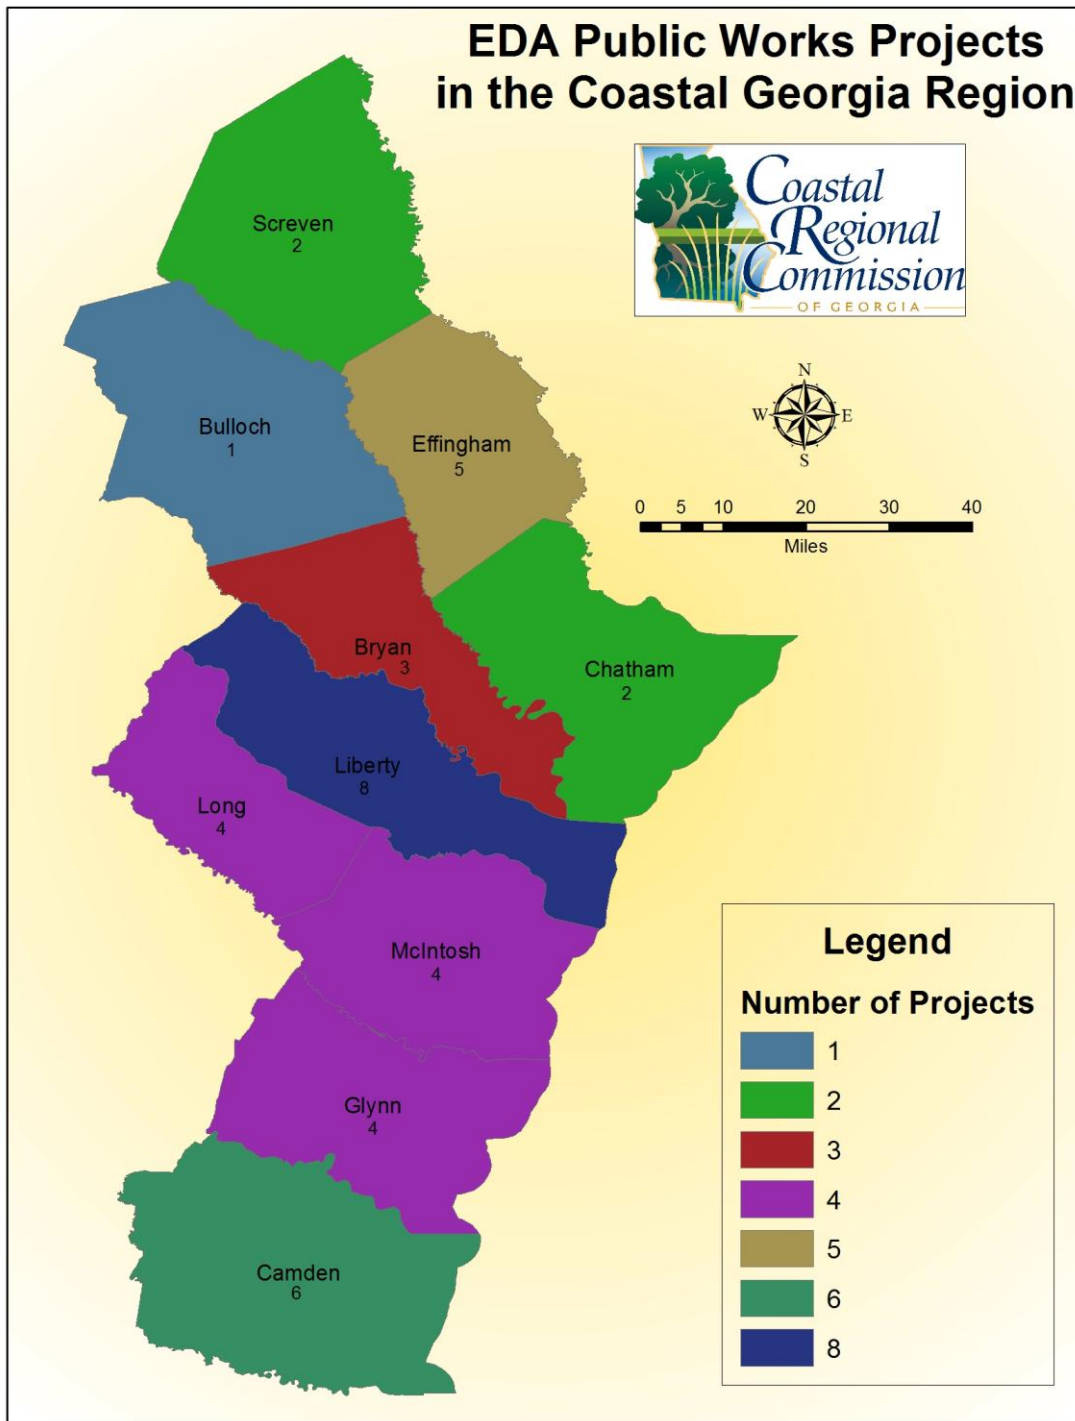 EDA Public Works Projects
in the Coastal Georgia Region
Coastal
Regional
Commission
OF GEORGIA
Screven
2
N
W E
S
Bulloch
1
Effingham
5
0 5 10 20 30 40
Miles
Bryan
3
Chatham
2
Liberty
8
Long
4
McIntosh
4
Glynn
4
Camden
6
Legend
Number of Projects
1
2
3
4
5
6
8